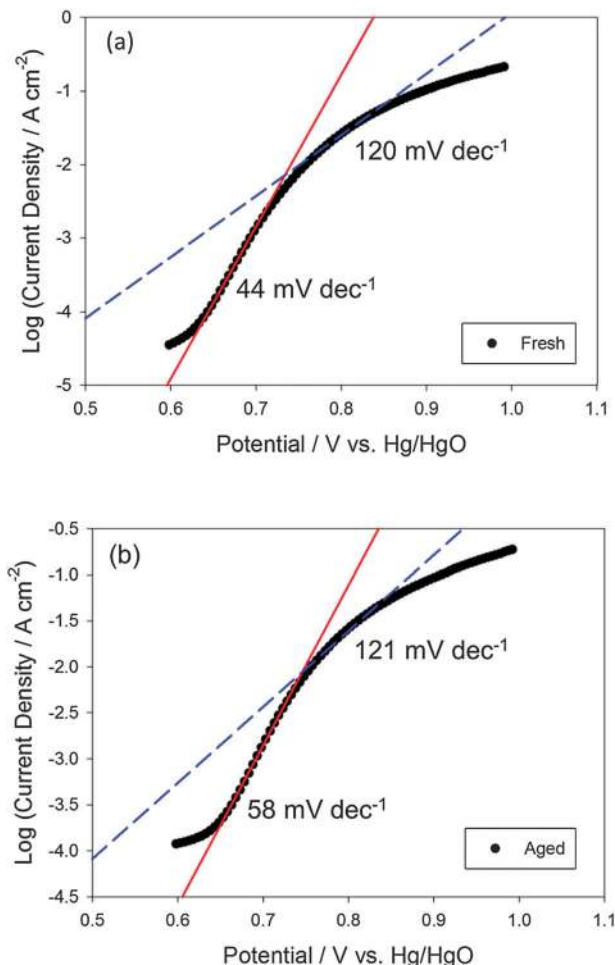 (a)
0
-1
-2
-3
-4
-5
Log (Current Density / A cm-2)
120 mV dec-1
44 mV dec-1
Fresh
0.5 0.6 0.7 0.8 0.9 1.0 1.1
Potential / V vs. Hg/HgO
(b)
-0.5
-1.0
-1.5
-2.0
-2.5
-3.0
-3.5
-4.0
-4.5
Log (Current Density / A cm-2)
121 mV dec-1
58 mV dec-1
Aged
0.5 0.6 0.7 0.8 0.9 1.0 1.1
Potential / V vs. Hg/HgO